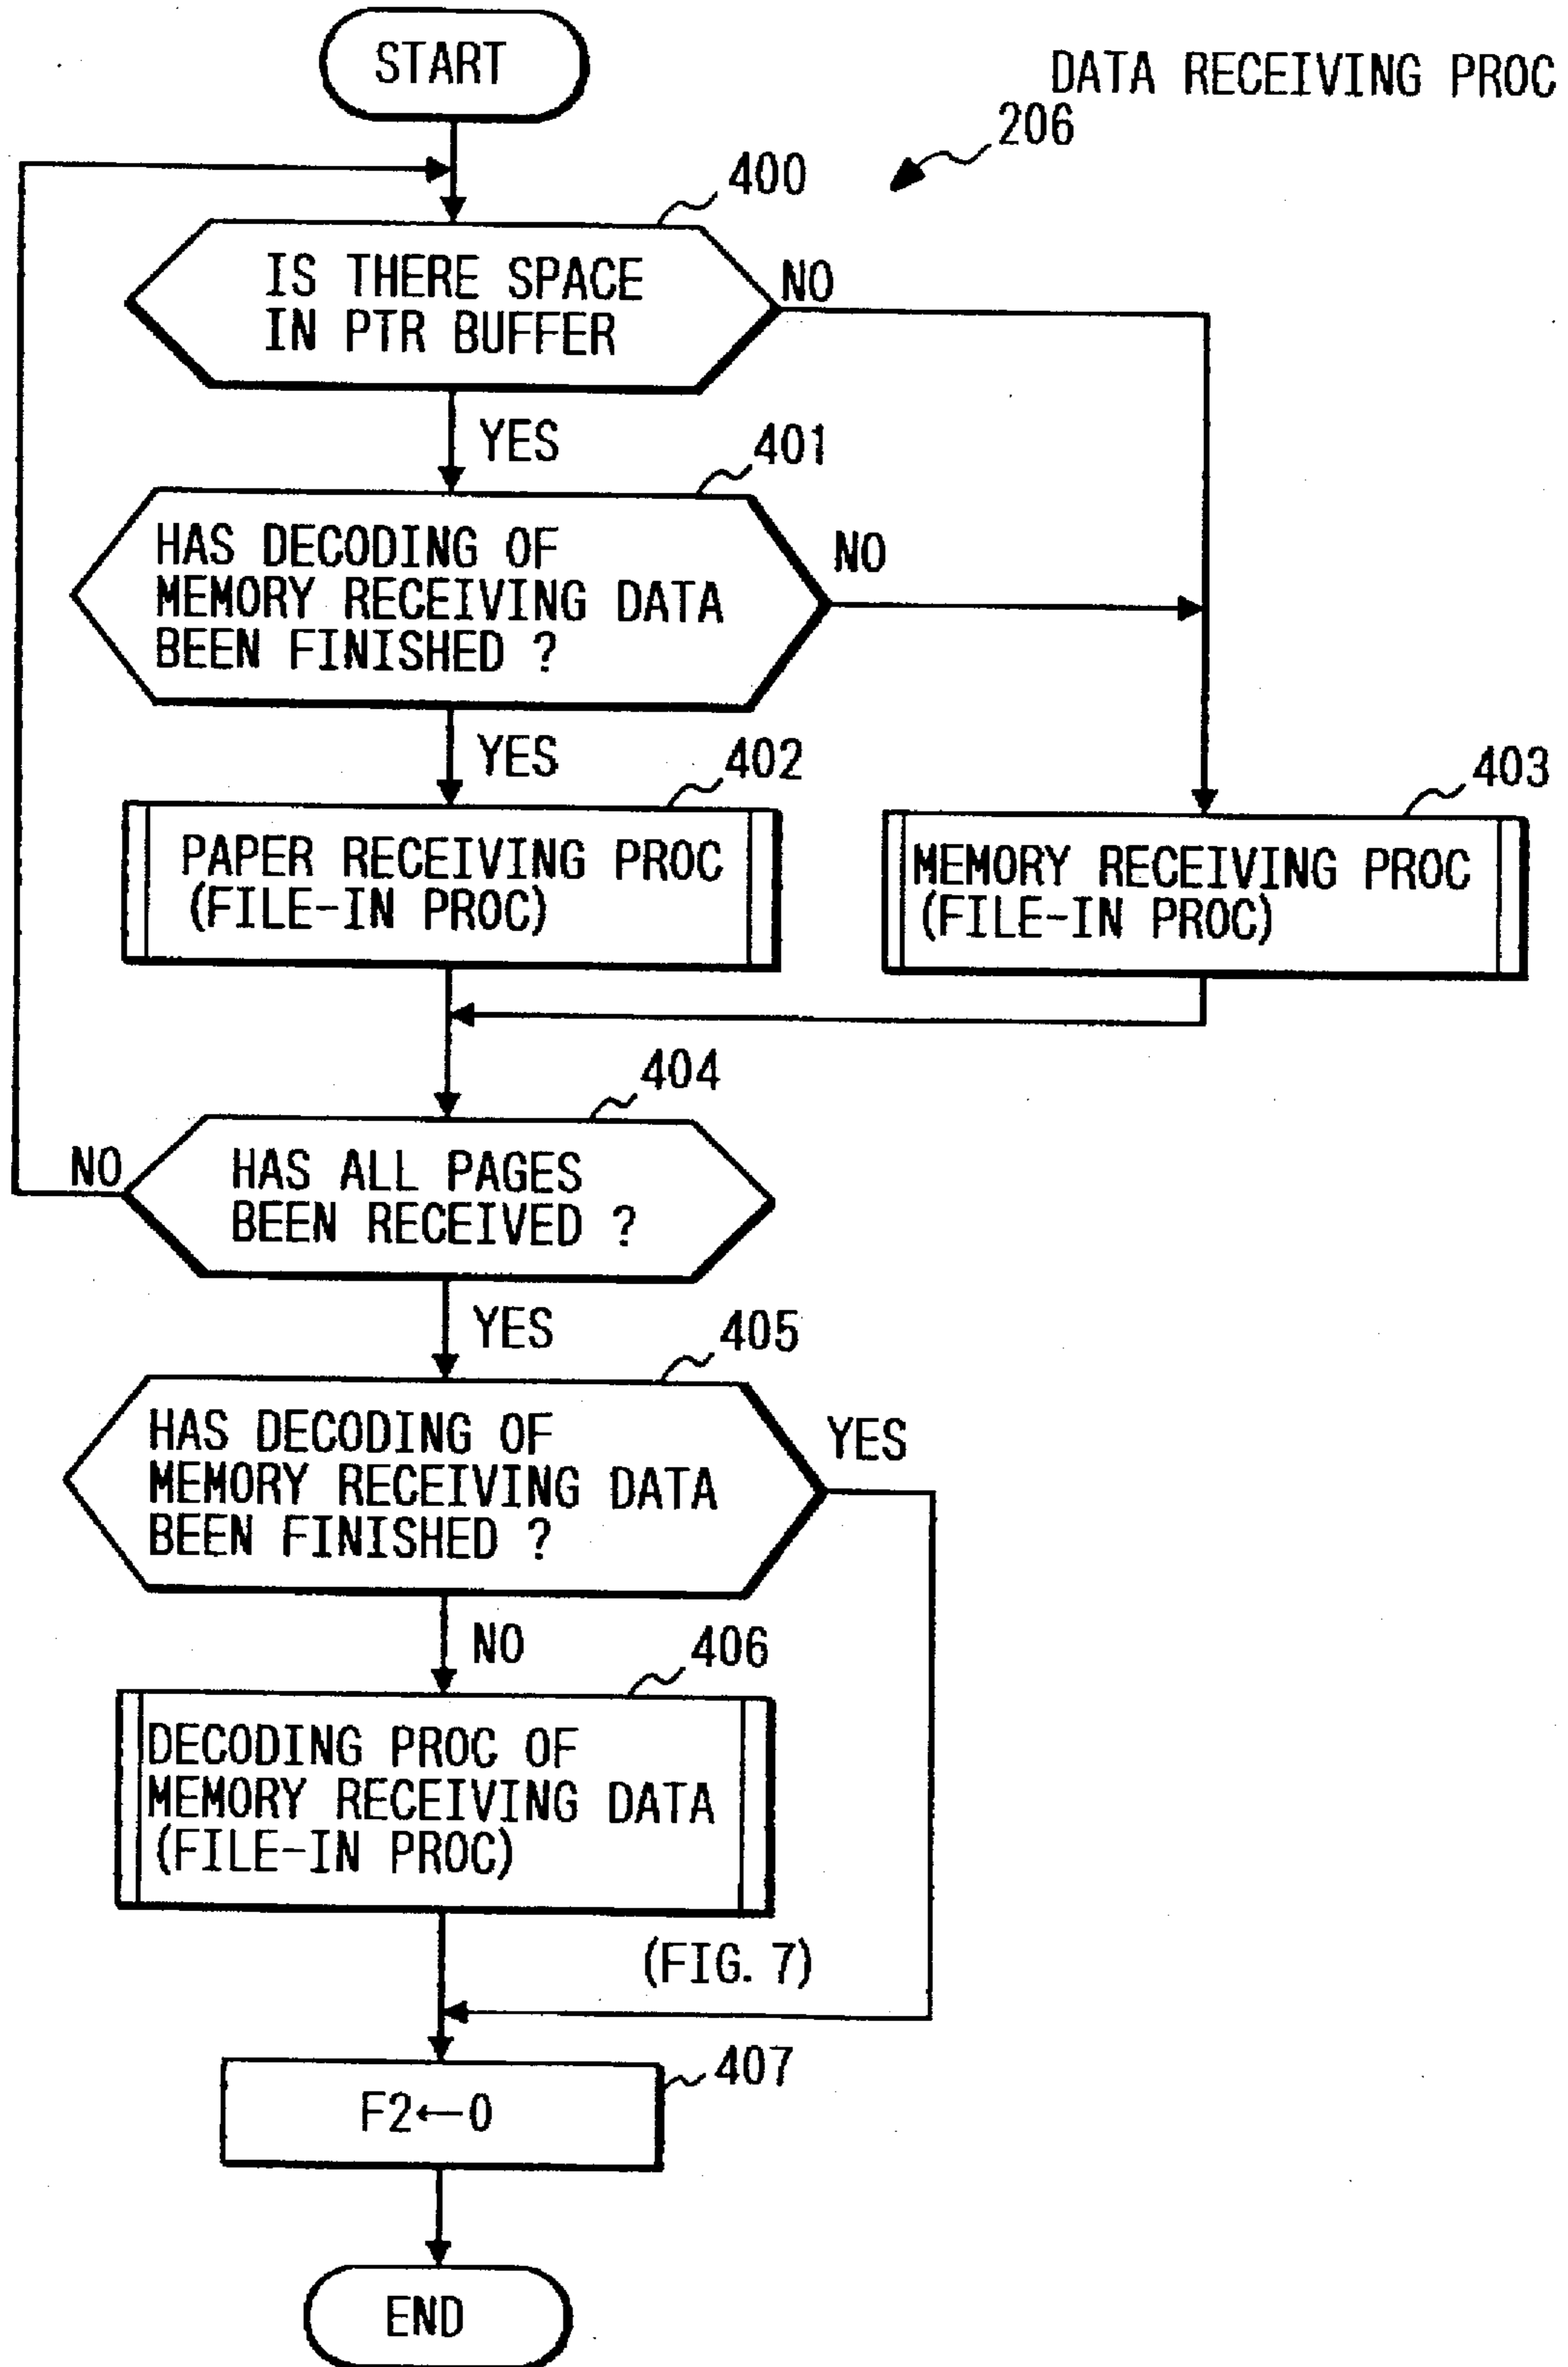 START
DATA RECEIVING PROC
206
400
IS THERE SPACE
IN PTR BUFFER
NO
YES
401
HAS DECODING OF
MEMORY RECEIVING DATA
BEEN FINISHED ?
NO
YES
402
PAPER RECEIVING PROC
(FILE-IN PROC)
403
MEMORY RECEIVING PROC
(FILE-IN PROC)
404
HAS ALL PAGES
BEEN RECEIVED ?
NO
YES
405
HAS DECODING OF
MEMORY RECEIVING DATA
BEEN FINISHED ?
YES
NO
406
DECODING PROC OF
MEMORY RECEIVING DATA
(FILE-IN PROC)
(FIG. 7)
407
F2←0
END